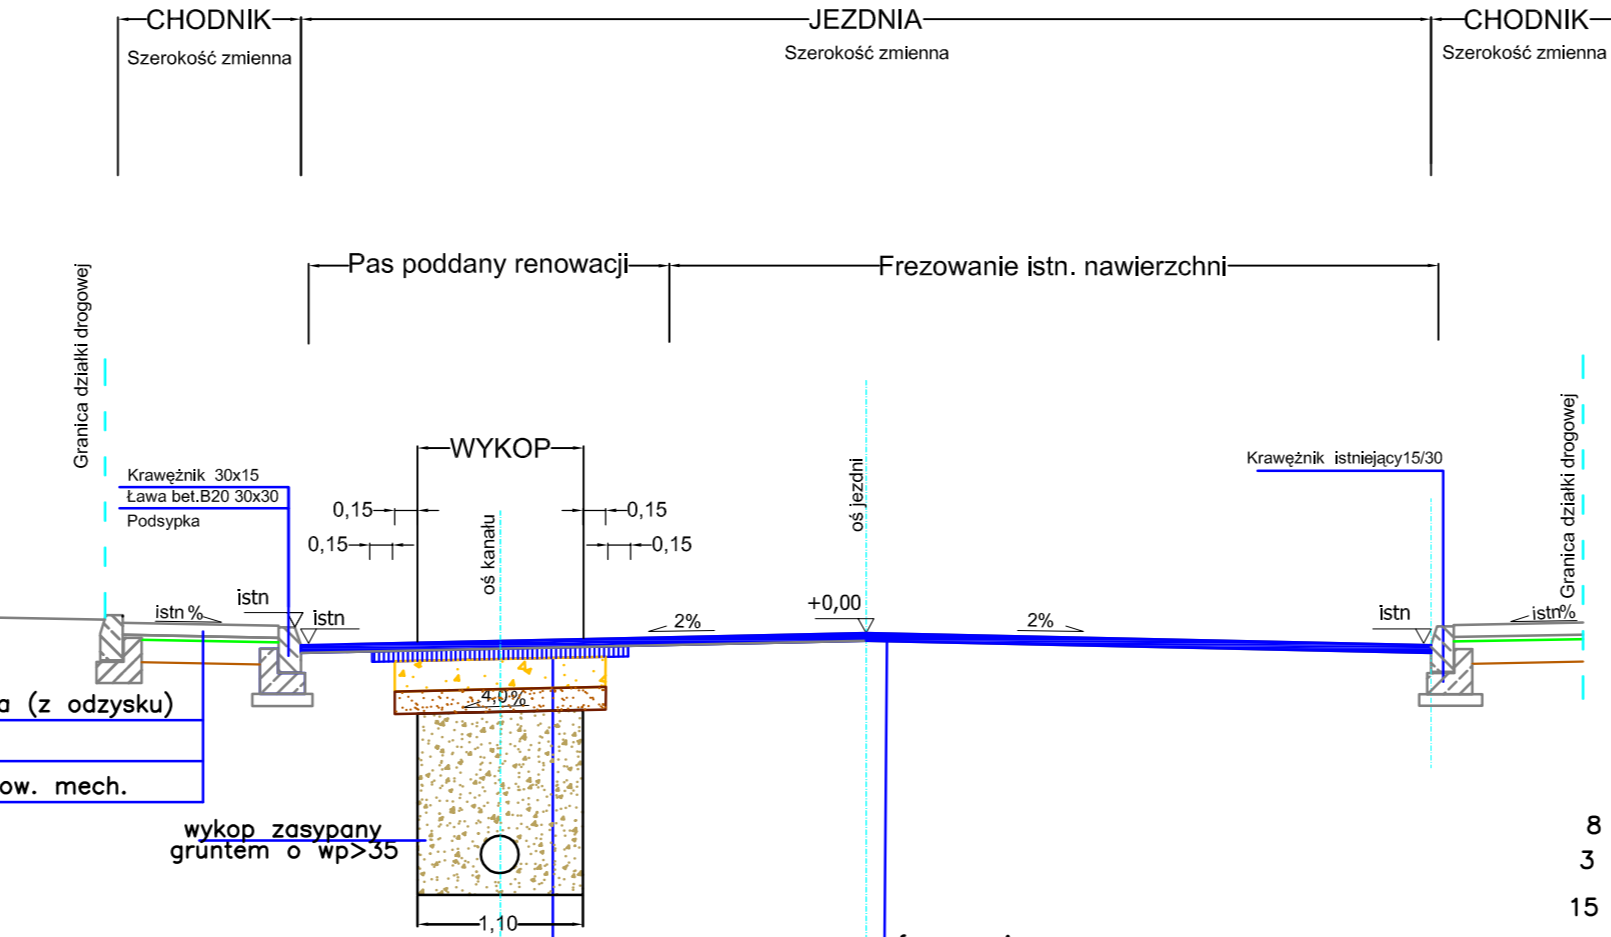 CHODNIK
JEZDNIA
CHODNIK
Szerokość zmienna
Szerokość zmienna
Szerokość zmienna
Pas poddany renowacji
Frezowanie istn. nawierzchni
Granica działki drogowej
Granica działki drogowej
WYKOP
Krawężnik 30x15
Ława bet.B20 30x30
Podsypka
Krawężnik istniejący15/30
0,15
0,15
0,15
0,15
oś kanału
oś jezdni
istn %
istn
istn
2%
+0,00
2%
istn
istn%
4,0%
a (z odzysku)
ow. mech.
wykop zasypany
gruntem o wp>35
1,10
8
3
15